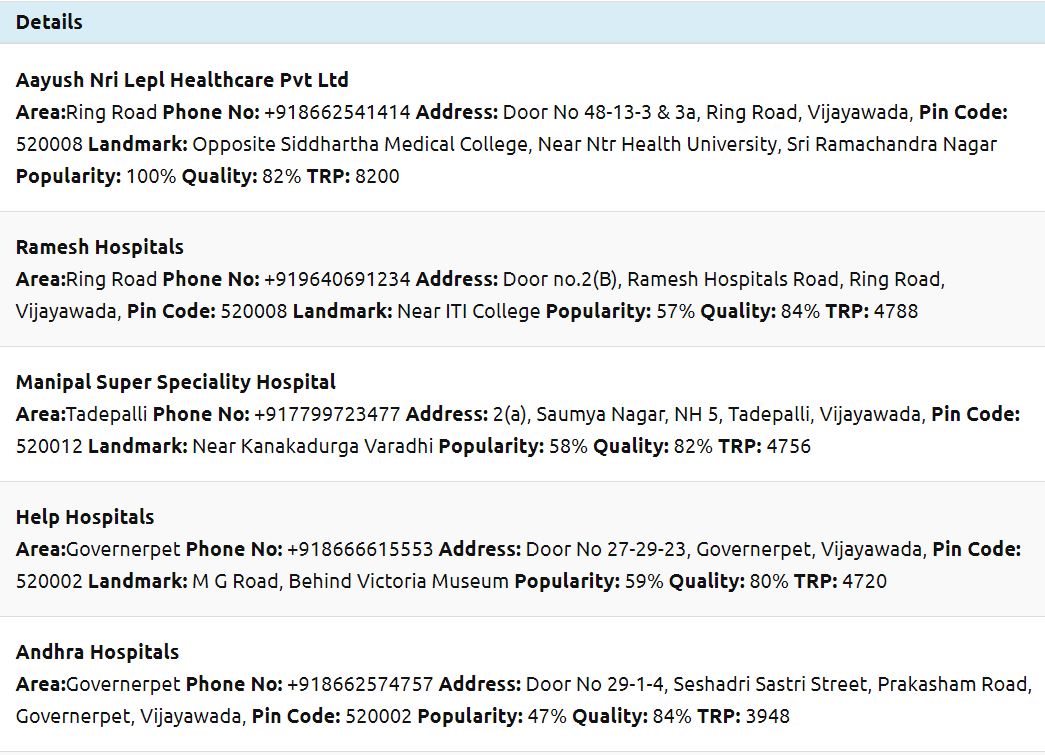 Details
Aayush Nri Lepl Healthcare Pvt Ltd
Area:Ring Road Phone No: +918662541414 Address: Door No 48-13-3 & 3a, Ring Road, Vijayawada, Pin Code:
520008 Landmark: Opposite Siddhartha Medical College, Near Ntr Health University, Sri Ramachandra Nagar
Popularity: 100% Quality: 82% TRP: 8200
Ramesh Hospitals
Area:Ring Road Phone No: +919640691234 Address: Door no.2(B), Ramesh Hospitals Road, Ring Road,
Vijayawada, Pin Code: 520008 Landmark: Near ITI College Popularity: 57% Quality: 84% TRP: 4788
Manipal Super Speciality Hospital
Area:Tadepalli Phone No: +917799723477 Address: 2(a), Saumya Nagar, NH 5, Tadepalli, Vijayawada, Pin Code:
520012 Landmark: Near Kanakadurga Varadhi Popularity: 58% Quality: 82% TRP: 4756
Help Hospitals
Area:Governerpet Phone No: +918666615553 Address: Door No 27-29-23, Governerpet, Vijayawada, Pin Code:
520002 Landmark: M G Road, Behind Victoria Museum Popularity: 59% Quality: 80% TRP: 4720
Andhra Hospitals
Area:Governerpet Phone No: +918662574757 Address: Door No 29-1-4, Seshadri Sastri Street, Prakasham Road,
Governerpet, Vijayawada, Pin Code: 520002 Popularity: 47% Quality: 84% TRP: 3948